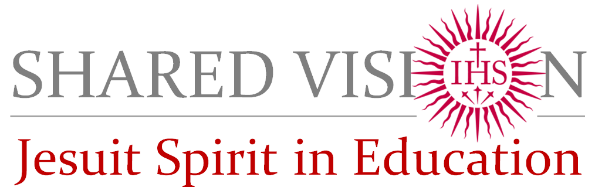 SHARED VISION
IHS
Jesuit Spirit in Education